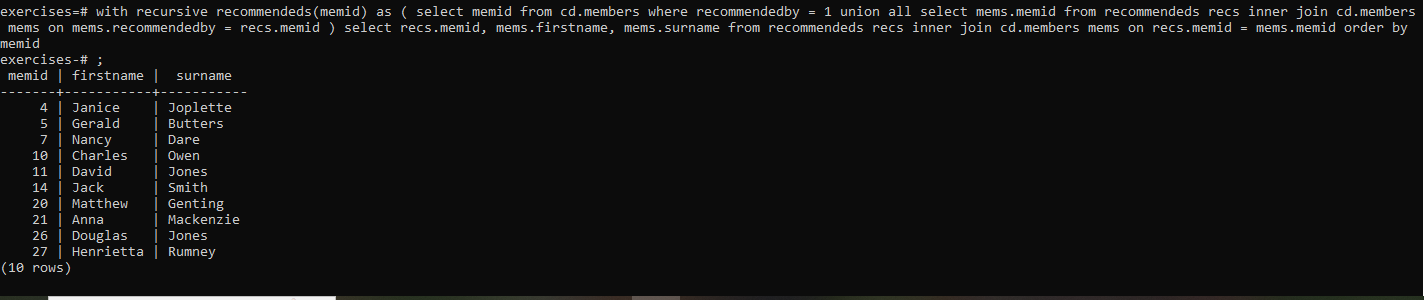 exercises=# with recursive recommendeds(memid) as ( select memid from cd.members where recommendedby = 1 union all select mems.memid from recommendeds recs inner join cd.members
 mems on mems.recommendedby = recs.memid ) select recs.memid, mems.firstname, mems.surname from recommendeds recs inner join cd.members mems on recs.memid = mems.memid order by
memid
exercises-# ;
 memid | firstname |  surname
-------+-----------+-----------
     4 | Janice    | Joplette
     5 | Gerald    | Butters
     7 | Nancy     | Dare
    10 | Charles   | Owen
    11 | David     | Jones
    14 | Jack      | Smith
    20 | Matthew   | Genting
    21 | Anna      | Mackenzie
    26 | Douglas   | Jones
    27 | Henrietta | Rumney
(10 rows)